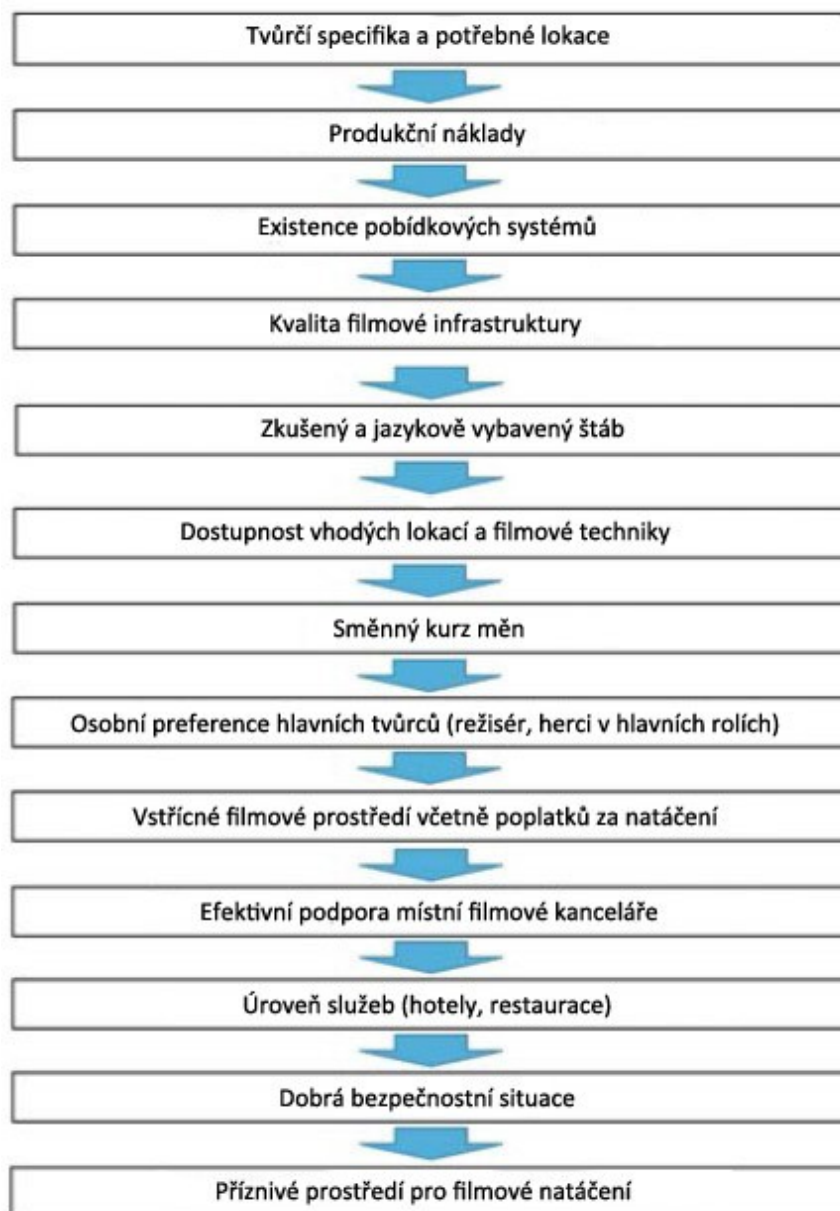 Tvůrčí specifika a potřebné lokace
Produkční náklady
Existence pobídkových systémů
Kvalita filmové infrastruktury
Zkušený a jazykově vybavený štáb
Dostupnost vhodých lokací a filmové techniky
Směnný kurz měn
Osobní preference hlavních tvůrců (režisér, herci v hlavních rolích)
Vstřícné filmové prostředí včetně poplatků za natáčení
Efektivní podpora místní filmové kanceláře
Úroveň služeb (hotely, restaurace)
Dobrá bezpečnostní situace
Příznivé prostředí pro filmové natáčení